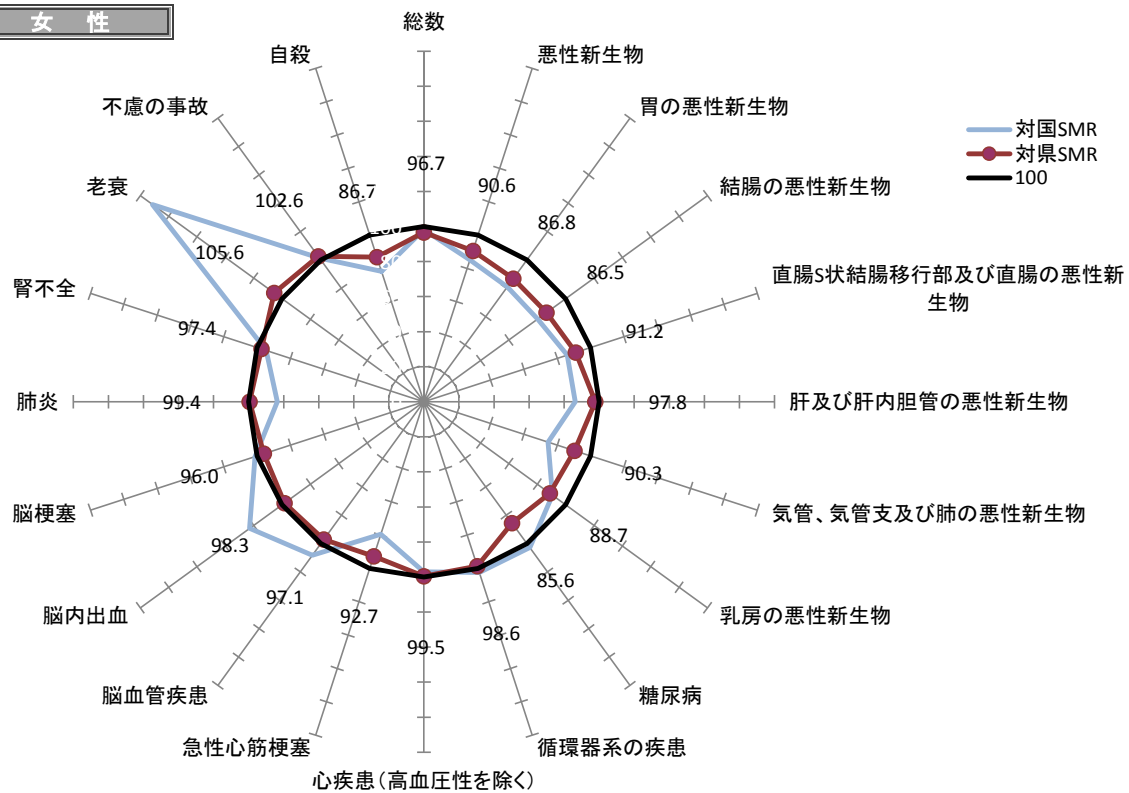 女 性
総数
悪性新生物
胃の悪性新生物
結腸の悪性新生物
直腸S状結腸移行部及び直腸の悪性新
生物
肝及び肝内胆管の悪性新生物
気管、気管支及び肺の悪性新生物
乳房の悪性新生物
糖尿病
循環器系の疾患
心疾患(高血圧性を除く)
急性心筋梗塞
脳血管疾患
脳内出血
脳梗塞
肺炎
腎不全
老衰
不慮の事故
自殺
対国SMR
対県SMR
100
96.7
90.6
86.8
86.5
91.2
97.8
90.3
88.7
85.6
98.6
99.5
92.7
97.1
98.3
96.0
99.4
97.4
105.6
102.6
86.7
100
80